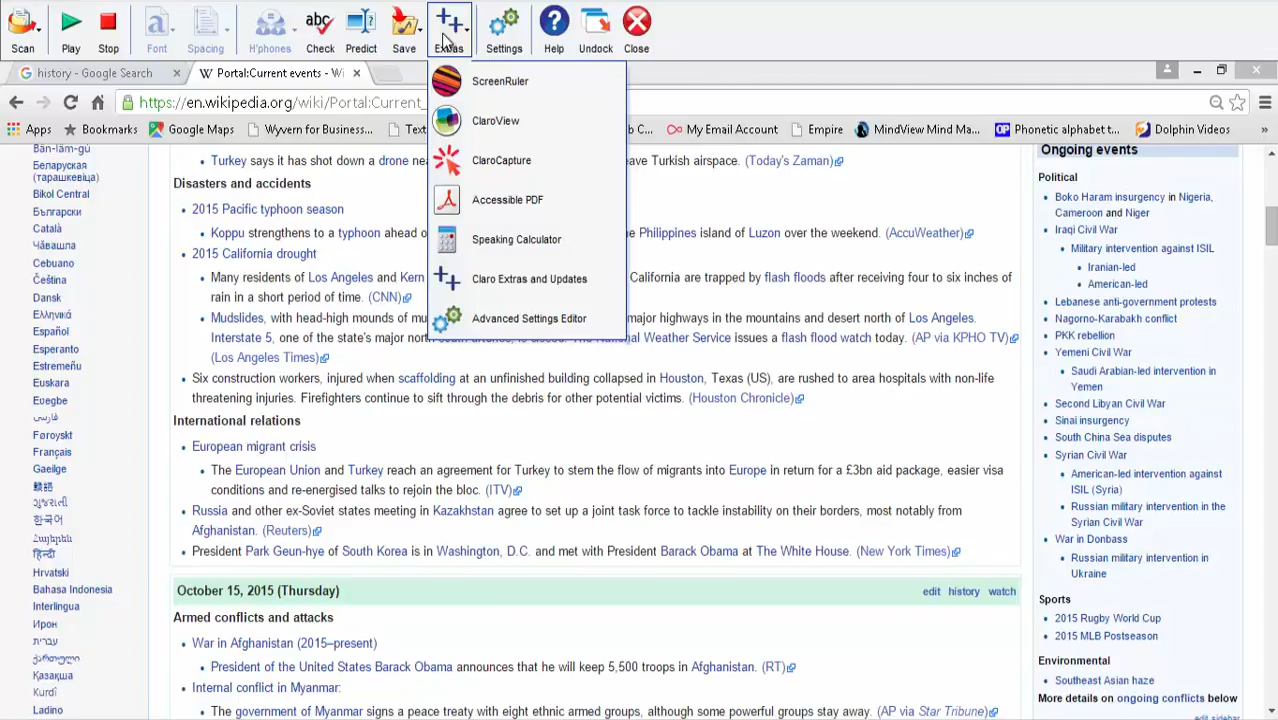 Scan
Play
Stop
Font
Spacing
H'phones
Check
Predict
Save
Extras
Settings
Help
Undock
Close
history - Google Search
Portal:Current events - Wi
https://en.wikipedia.org/wiki/Portal:Current_
Apps
Bookmarks
Google Maps
Wyvern for Business...
b C...
My Email Account
Empire
MindView Mind Ma...
Phonetic alphabet t...
Dolphin Videos
ScreenRuler
ClaroView
ClaroCapture
Accessible PDF
Speaking Calculator
Claro Extras and Updates
Advanced Settings Editor
Bân-lâm-gú
Беларуская
(тарашкевіца)
Bikol Central
Български
Català
Чӑвашла
Cebuano
Čeština
Dansk
Ελληνικά
Español
Esperanto
Estremeñu
Euskara
Eʋegbe
فارسی
Føroyskt
Français
Gaeilge
贛語
ગુજરાતી
한국어
Հայերեն
हिन्दी
Hrvatski
Bahasa Indonesia
Interlingua
Ирон
עברית
ქართული
Қазақша
Kurdî
Ladino
Turkey says it has shot down a drone
eave Turkish airspace. (Today's Zaman)
Disasters and accidents
2015 Pacific typhoon season
Koppu strengthens to a typhoon ahead
Philippines island of Luzon over the weekend. (AccuWeather)
2015 California drought
Many residents of Los Angeles and Kern
California are trapped by flash floods after receiving four to six inches of
rain in a short period of time. (CNN)
Mudslides, with head-high mounds of
major highways in the mountains and desert north of Los Angeles.
Interstate 5, one of the state's major north-south arteries, is closed. The National Weather Service issues a flash flood watch today. (AP via KPHO TV)
(Los Angeles Times)
Six construction workers, injured when scaffolding at an unfinished building collapsed in Houston, Texas (US), are rushed to area hospitals with non-life
threatening injuries. Firefighters continue to sift through the debris for other potential victims. (Houston Chronicle)
International relations
European migrant crisis
The European Union and Turkey reach an agreement for Turkey to stem the flow of migrants into Europe in return for a £3bn aid package, easier visa
conditions and re-energised talks to rejoin the bloc. (ITV)
Russia and other ex-Soviet states meeting in Kazakhstan agree to set up a joint task force to tackle instability on their borders, most notably from
Afghanistan. (Reuters)
President Park Geun-hye of South Korea is in Washington, D.C. and met with President Barack Obama at The White House. (New York Times)
October 15, 2015 (Thursday)
edit history watch
Armed conflicts and attacks
War in Afghanistan (2015–present)
President of the United States Barack Obama announces that he will keep 5,500 troops in Afghanistan. (RT)
Internal conflict in Myanmar:
The government of Myanmar signs a peace treaty with eight ethnic armed groups, although some powerful groups stay away. (AP via Star Tribune)
Ongoing events
Political
Boko Haram insurgency in Nigeria,
Cameroon and Niger
Iraqi Civil War
Military intervention against ISIL
Iranian-led
American-led
Lebanese anti-government protests
Nagorno-Karabakh conflict
PKK rebellion
Yemeni Civil War
Saudi Arabian-led intervention in
Yemen
Second Libyan Civil War
Sinai insurgency
South China Sea disputes
Syrian Civil War
American-led intervention against
ISIL (Syria)
Russian military intervention in the
Syrian Civil War
War in Donbass
Russian military intervention in
Ukraine
Sports
2015 Rugby World Cup
2015 MLB Postseason
Environmental
Southeast Asian haze
More details on ongoing conflicts below
edit sidebar